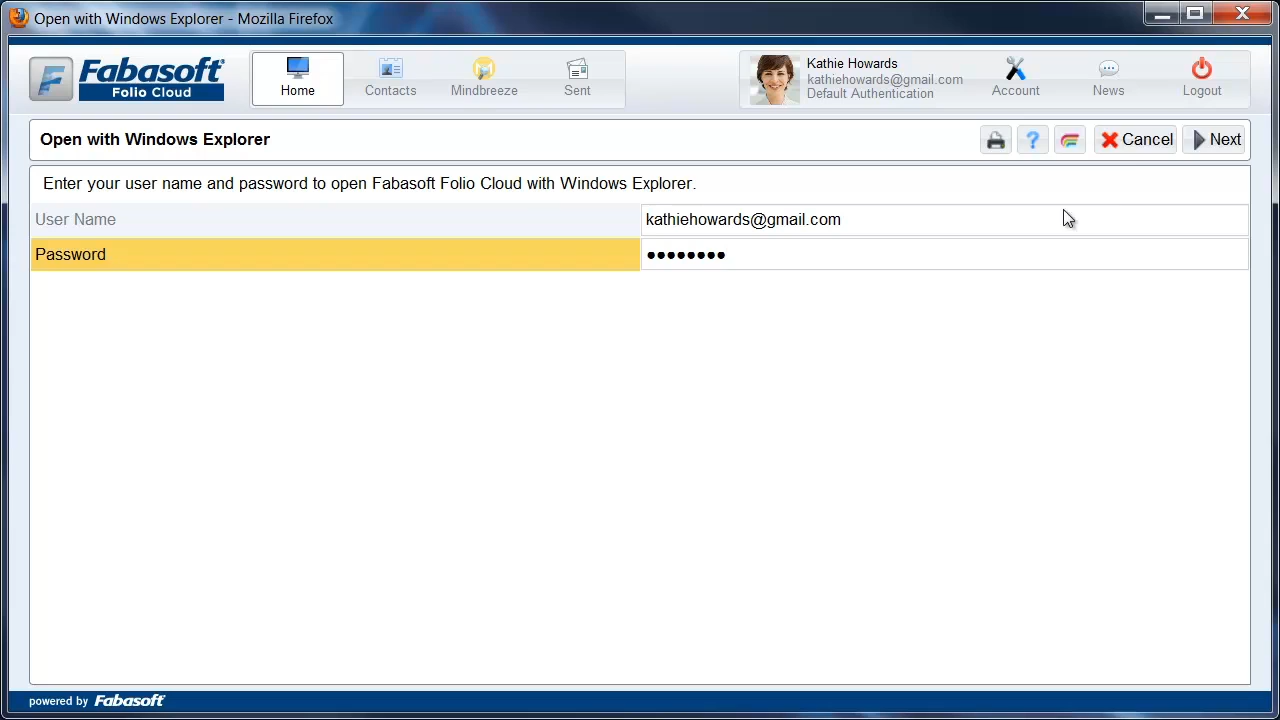 Open with Windows Explorer - Mozilla Firefox
Fabasoft
Folio Cloud
Home
Contacts
Mindbreeze
Sent
Kathie Howards
kathiehowards@gmail.com
Default Authentication
Account
News
Logout
Open with Windows Explorer
Cancel
Next
Enter your user name and password to open Fabasoft Folio Cloud with Windows Explorer.
User Name
kathiehowards@gmail.com
Password
●●●●●●●●
powered by Fabasoft